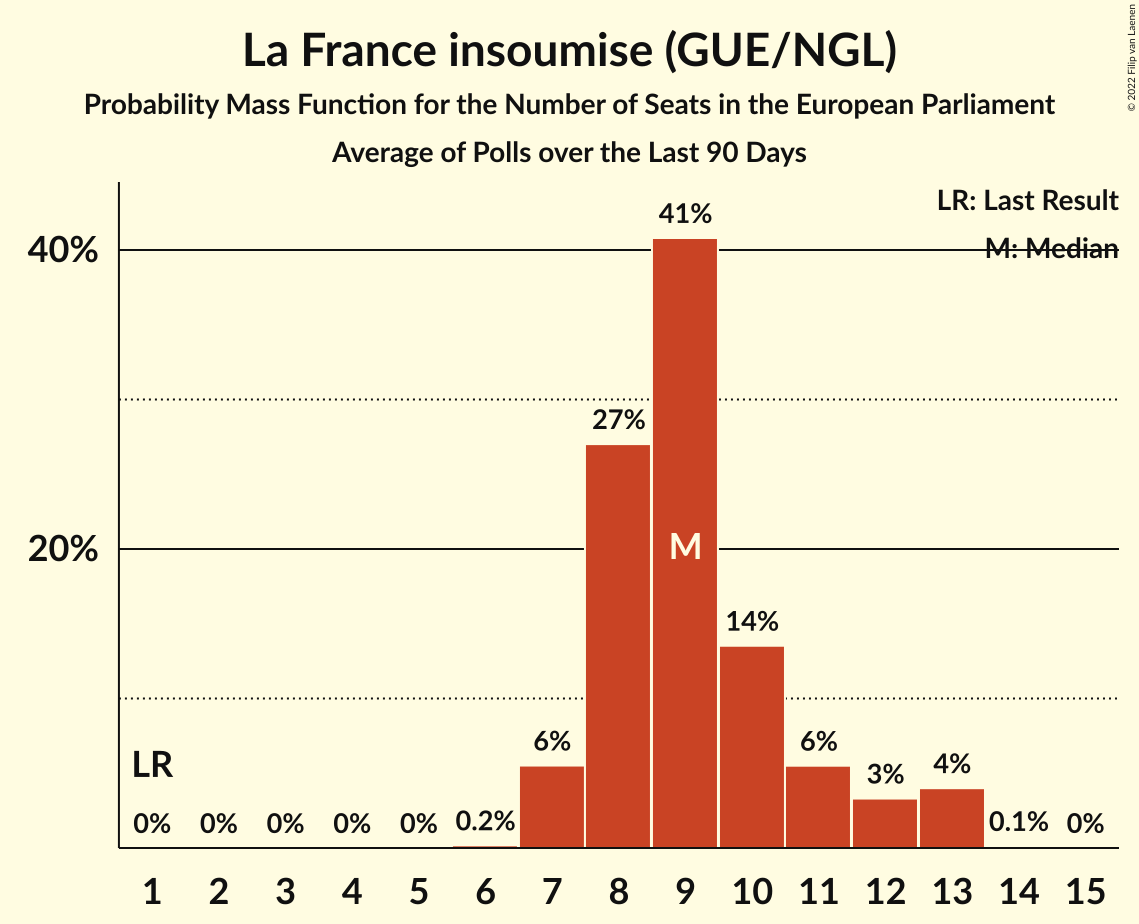 La France insoumise (GUE/NGL)
Probability Mass Function for the Number of Seats in the European Parliament
Average of Polls over the Last 90 Days
© 2022 Filip van Laenen
LR: Last Result
M: Median
40%
20%
41%
27%
M
14%
6%
6%
3%
4%
LR
0%
0%
0%
0%
0%
0.2%
0.1%
0%
1 2 3 4 5 6 7 8 9 10 11 12 13 14 15